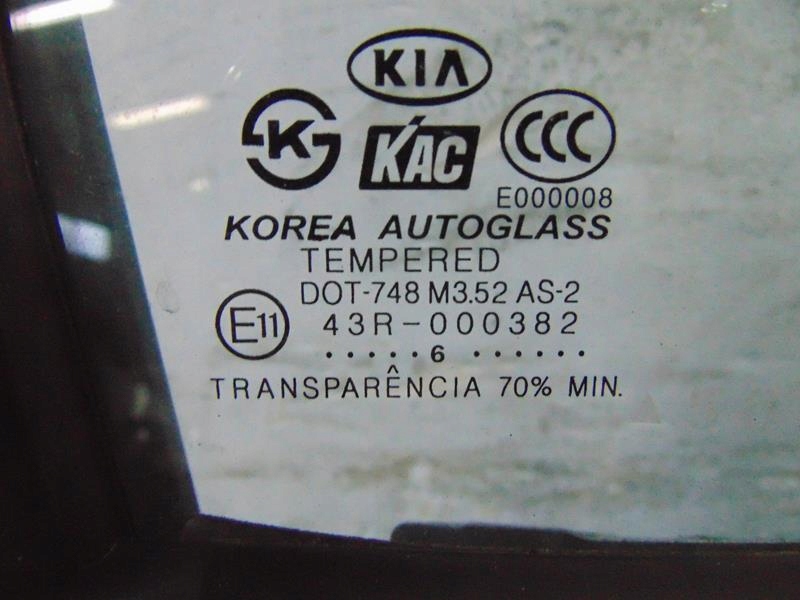 KIA
K
KAC
CCC
E000008
KOREA AUTOGLASS
TEMPERED
DOT-748 M3.52 AS-2
E11
43R-000382
.....6......
TRANSPARÊNCIA 70% MIN.